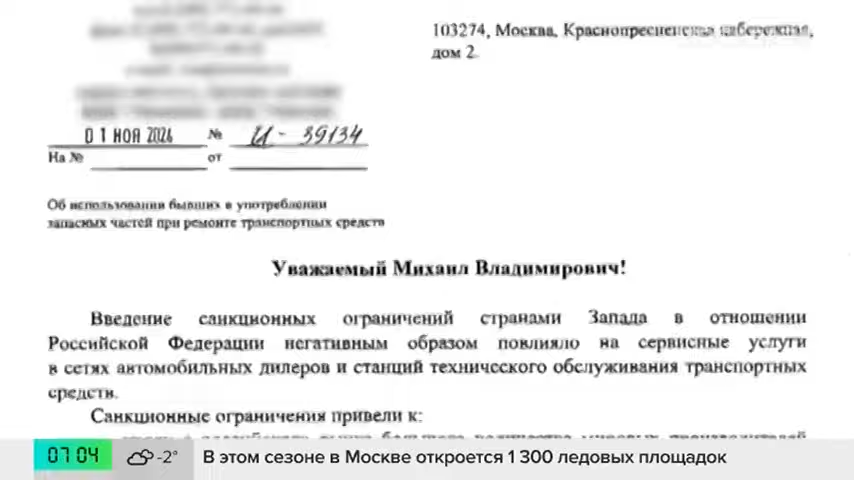 103274, Москва, Краснопресненская набережная,
дом 2.
01 НОЯ 2024 № И - 39134
На № от
Об использовании бывших в употреблении
запасных частей при ремонте транспортных средств
Уважаемый Михаил Владимирович!
Введение санкционных ограничений странами Запада в отношении
Российской Федерации негативным образом повлияло на сервисные услуги
в сетях автомобильных дилеров и станций технического обслуживания транспортных
средств.
Санкционные ограничения привели к:
07 04 -2° В этом сезоне в Москве откроется 1 300 ледовых площадок